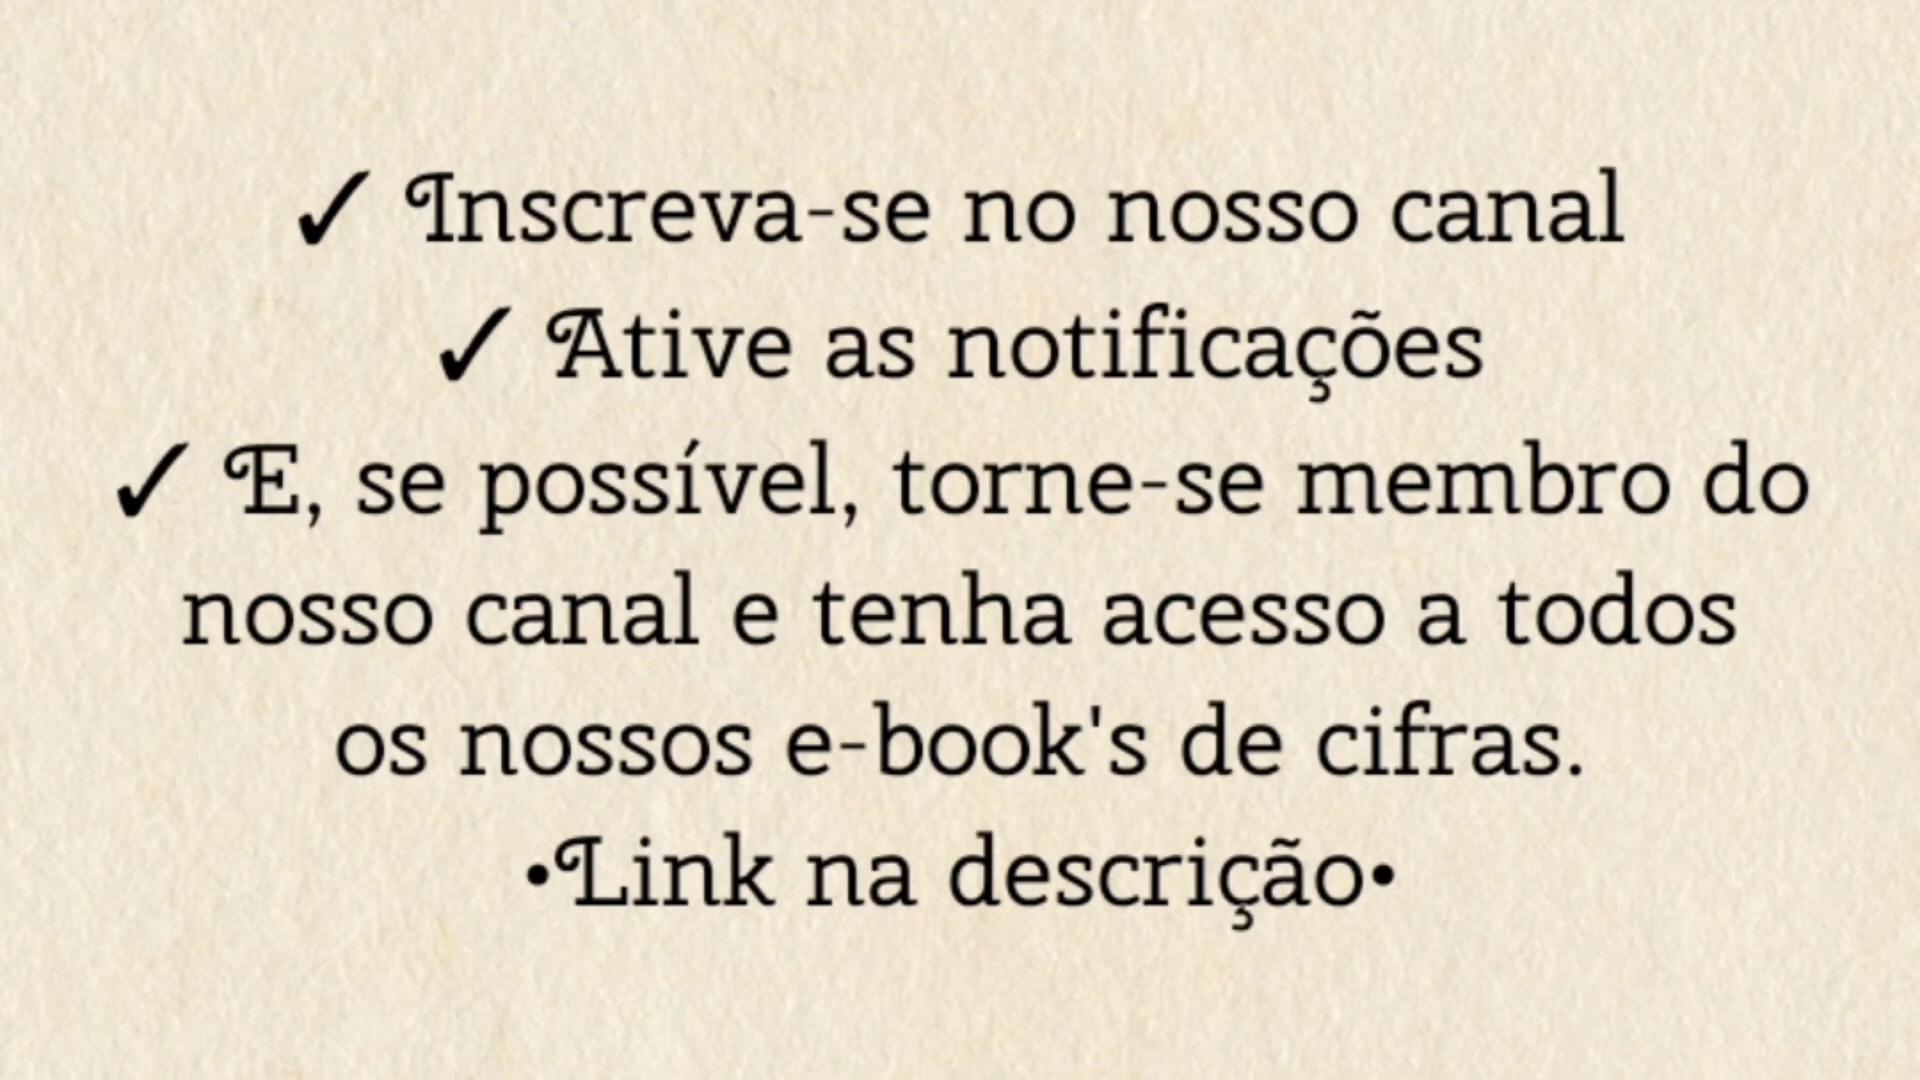 ✓ Inscreva-se no nosso canal
✓ Ative as notificações
✓ E, se possível, torne-se membro do
nosso canal e tenha acesso a todos
os nossos e-book's de cifras.
•Link na descrição•